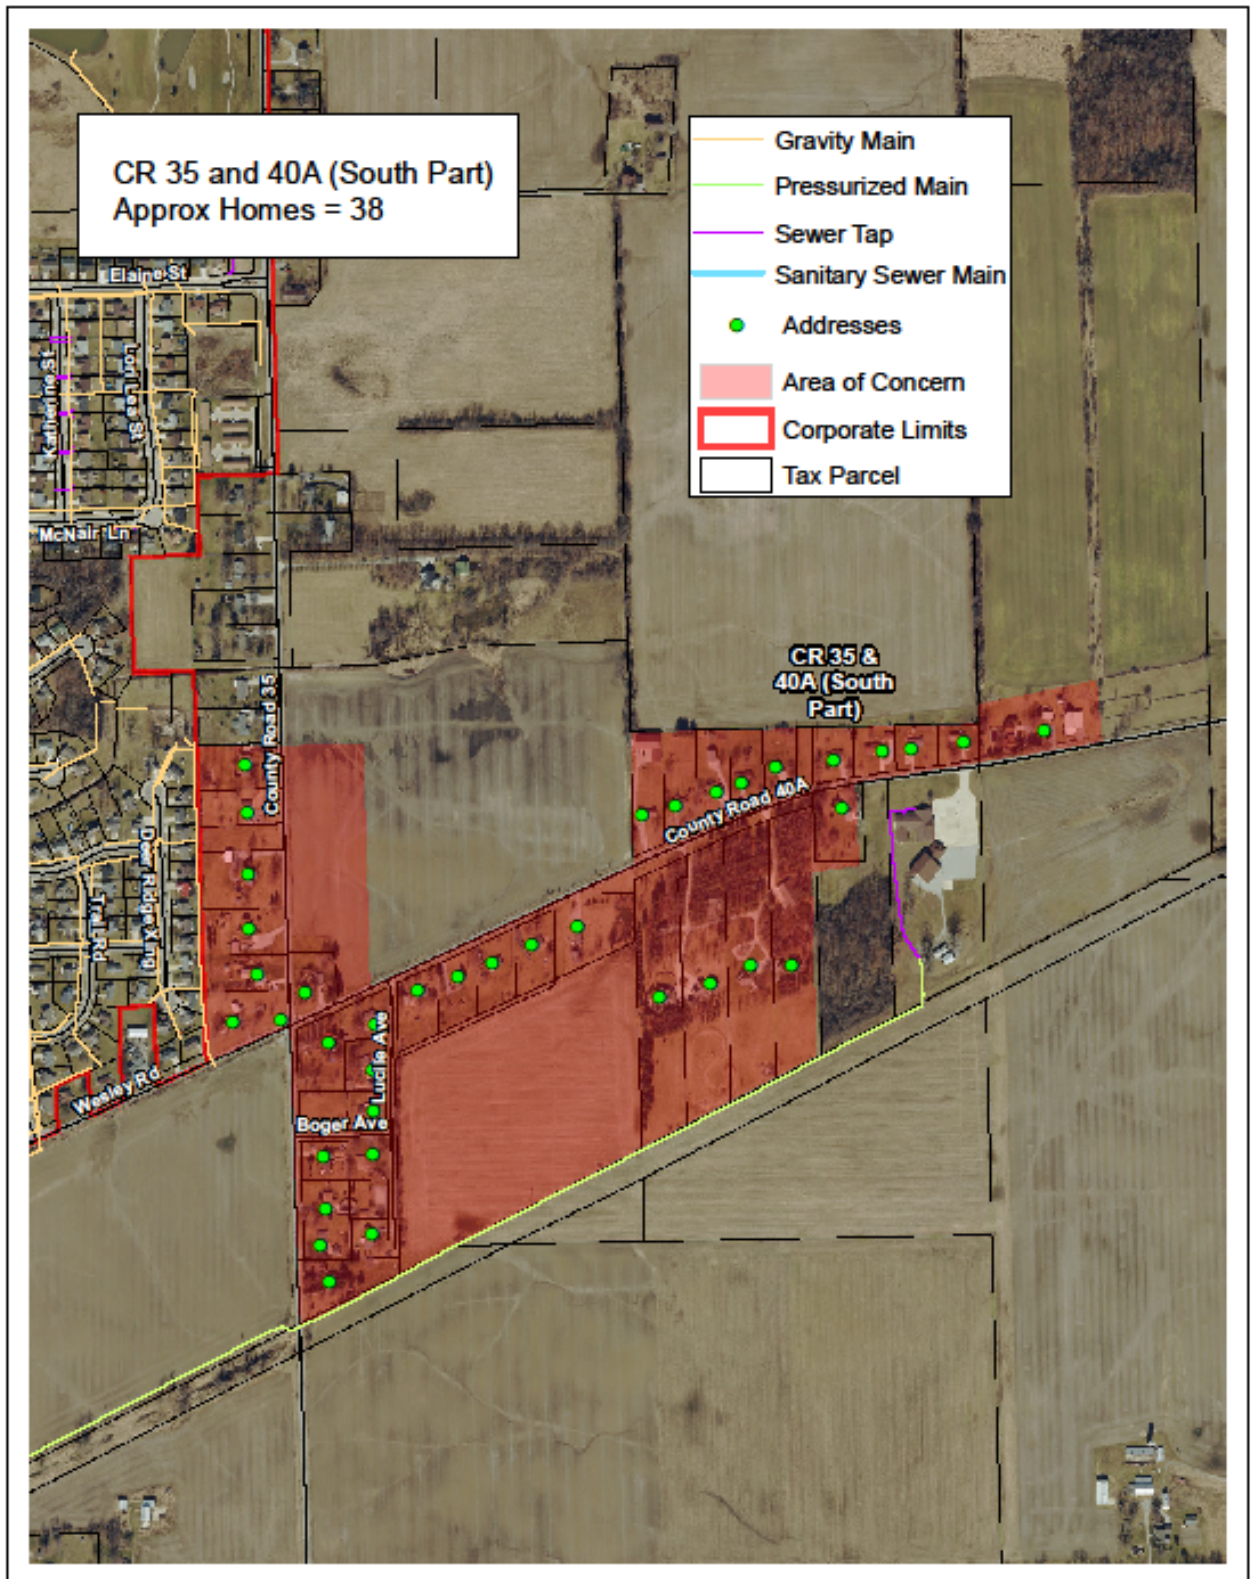 CR 35 and 40A (South Part)
Approx Homes = 38
Gravity Main
Pressurized Main
Sewer Tap
Sanitary Sewer Main
Addresses
Area of Concern
Corporate Limits
Tax Parcel
Elaine St
Katherine St
Lori Lee St
McNair Ln
CR 35 &
40A (South
Part)
County Road 35
County Road 40A
Deer Ridge Xing
Trail Rd
Lucile Ave
Wesley Rd
Boger Ave